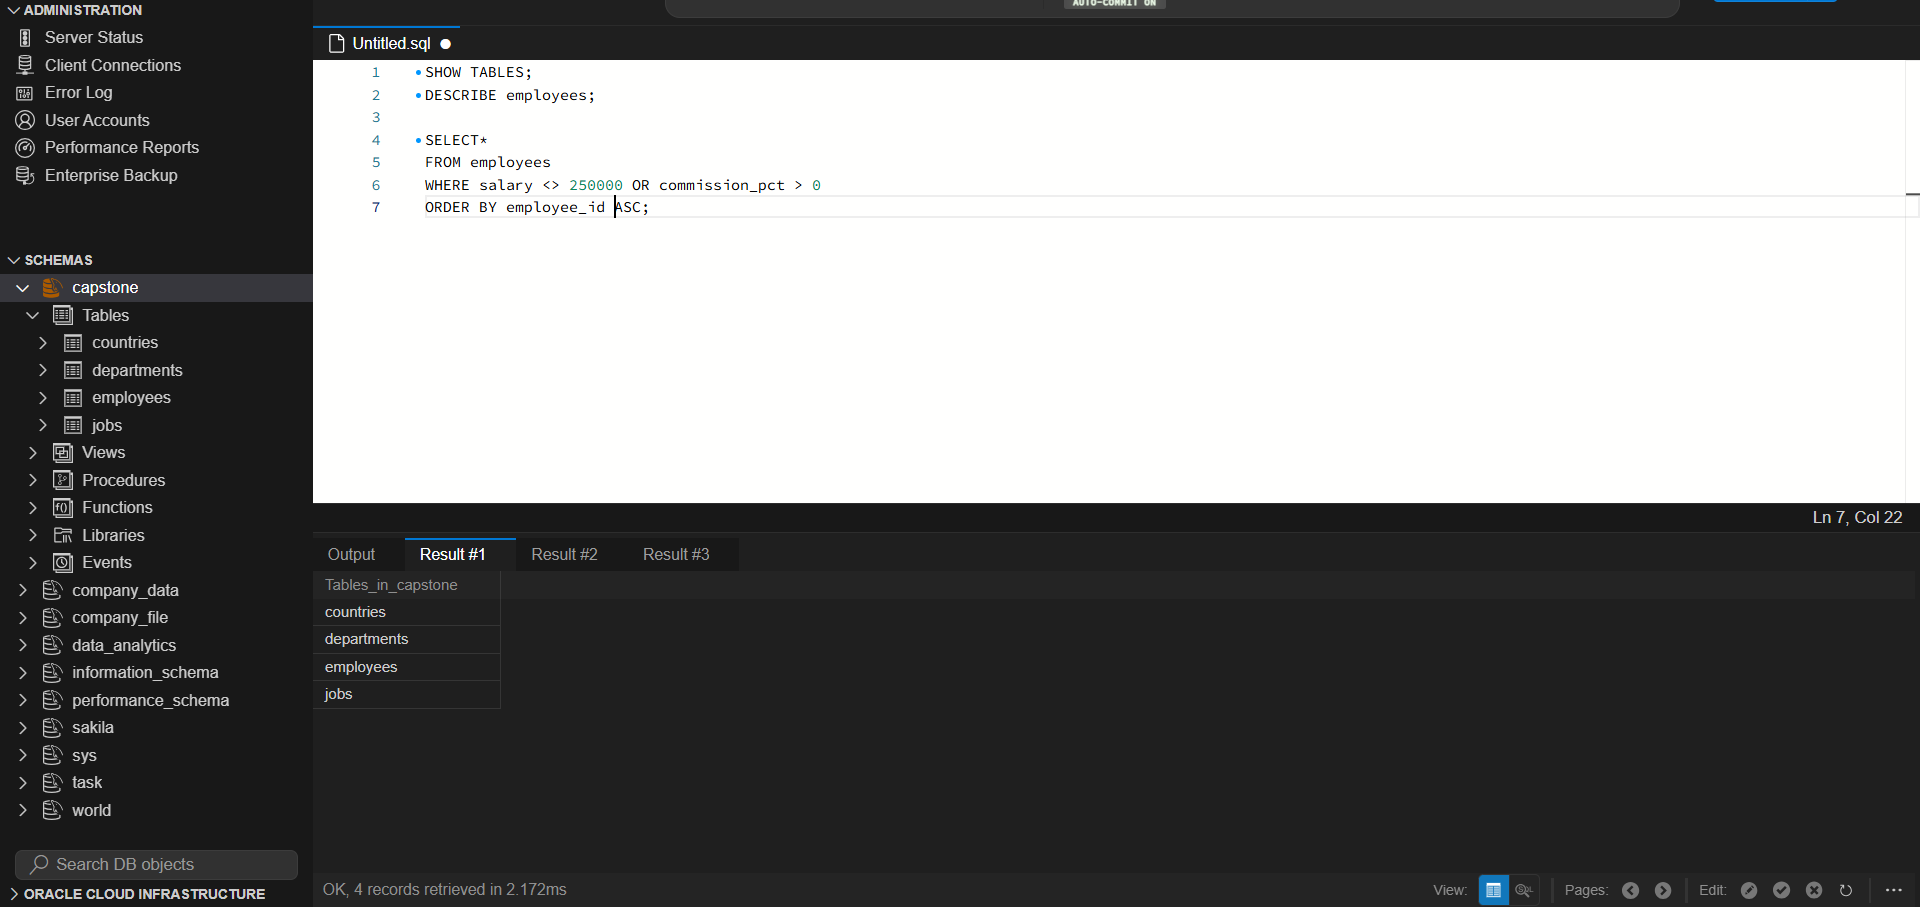 ADMINISTRATION
Server Status
Client Connections
Error Log
User Accounts
Performance Reports
Enterprise Backup
SCHEMAS
capstone
Tables
countries
departments
employees
jobs
Views
Procedures
Functions
Libraries
Events
company_data
company_file
data_analytics
information_schema
performance_schema
sakila
sys
task
world
Search DB objects
ORACLE CLOUD INFRASTRUCTURE
AUTO-COMMIT ON
Untitled.sql
1 SHOW TABLES;
2 DESCRIBE employees;
3
4 SELECT*
5 FROM employees
6 WHERE salary <> 250000 OR commission_pct > 0
7 ORDER BY employee_id ASC;
Ln 7, Col 22
Output Result #1 Result #2 Result #3
Tables_in_capstone
countries
departments
employees
jobs
OK, 4 records retrieved in 2.172ms
View: Pages: Edit: